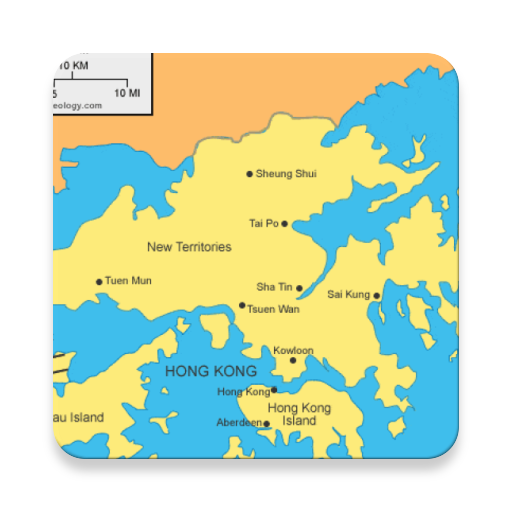 10 KM
10 MI
eology.com
Sheung Shui
Tai Po
New Territories
Tuen Mun
Sha Tin
Sai Kung
Tsuen Wan
Kowloon
HONG KONG
Hong Kong
Hong Kong
Island
au Island
Aberdeen